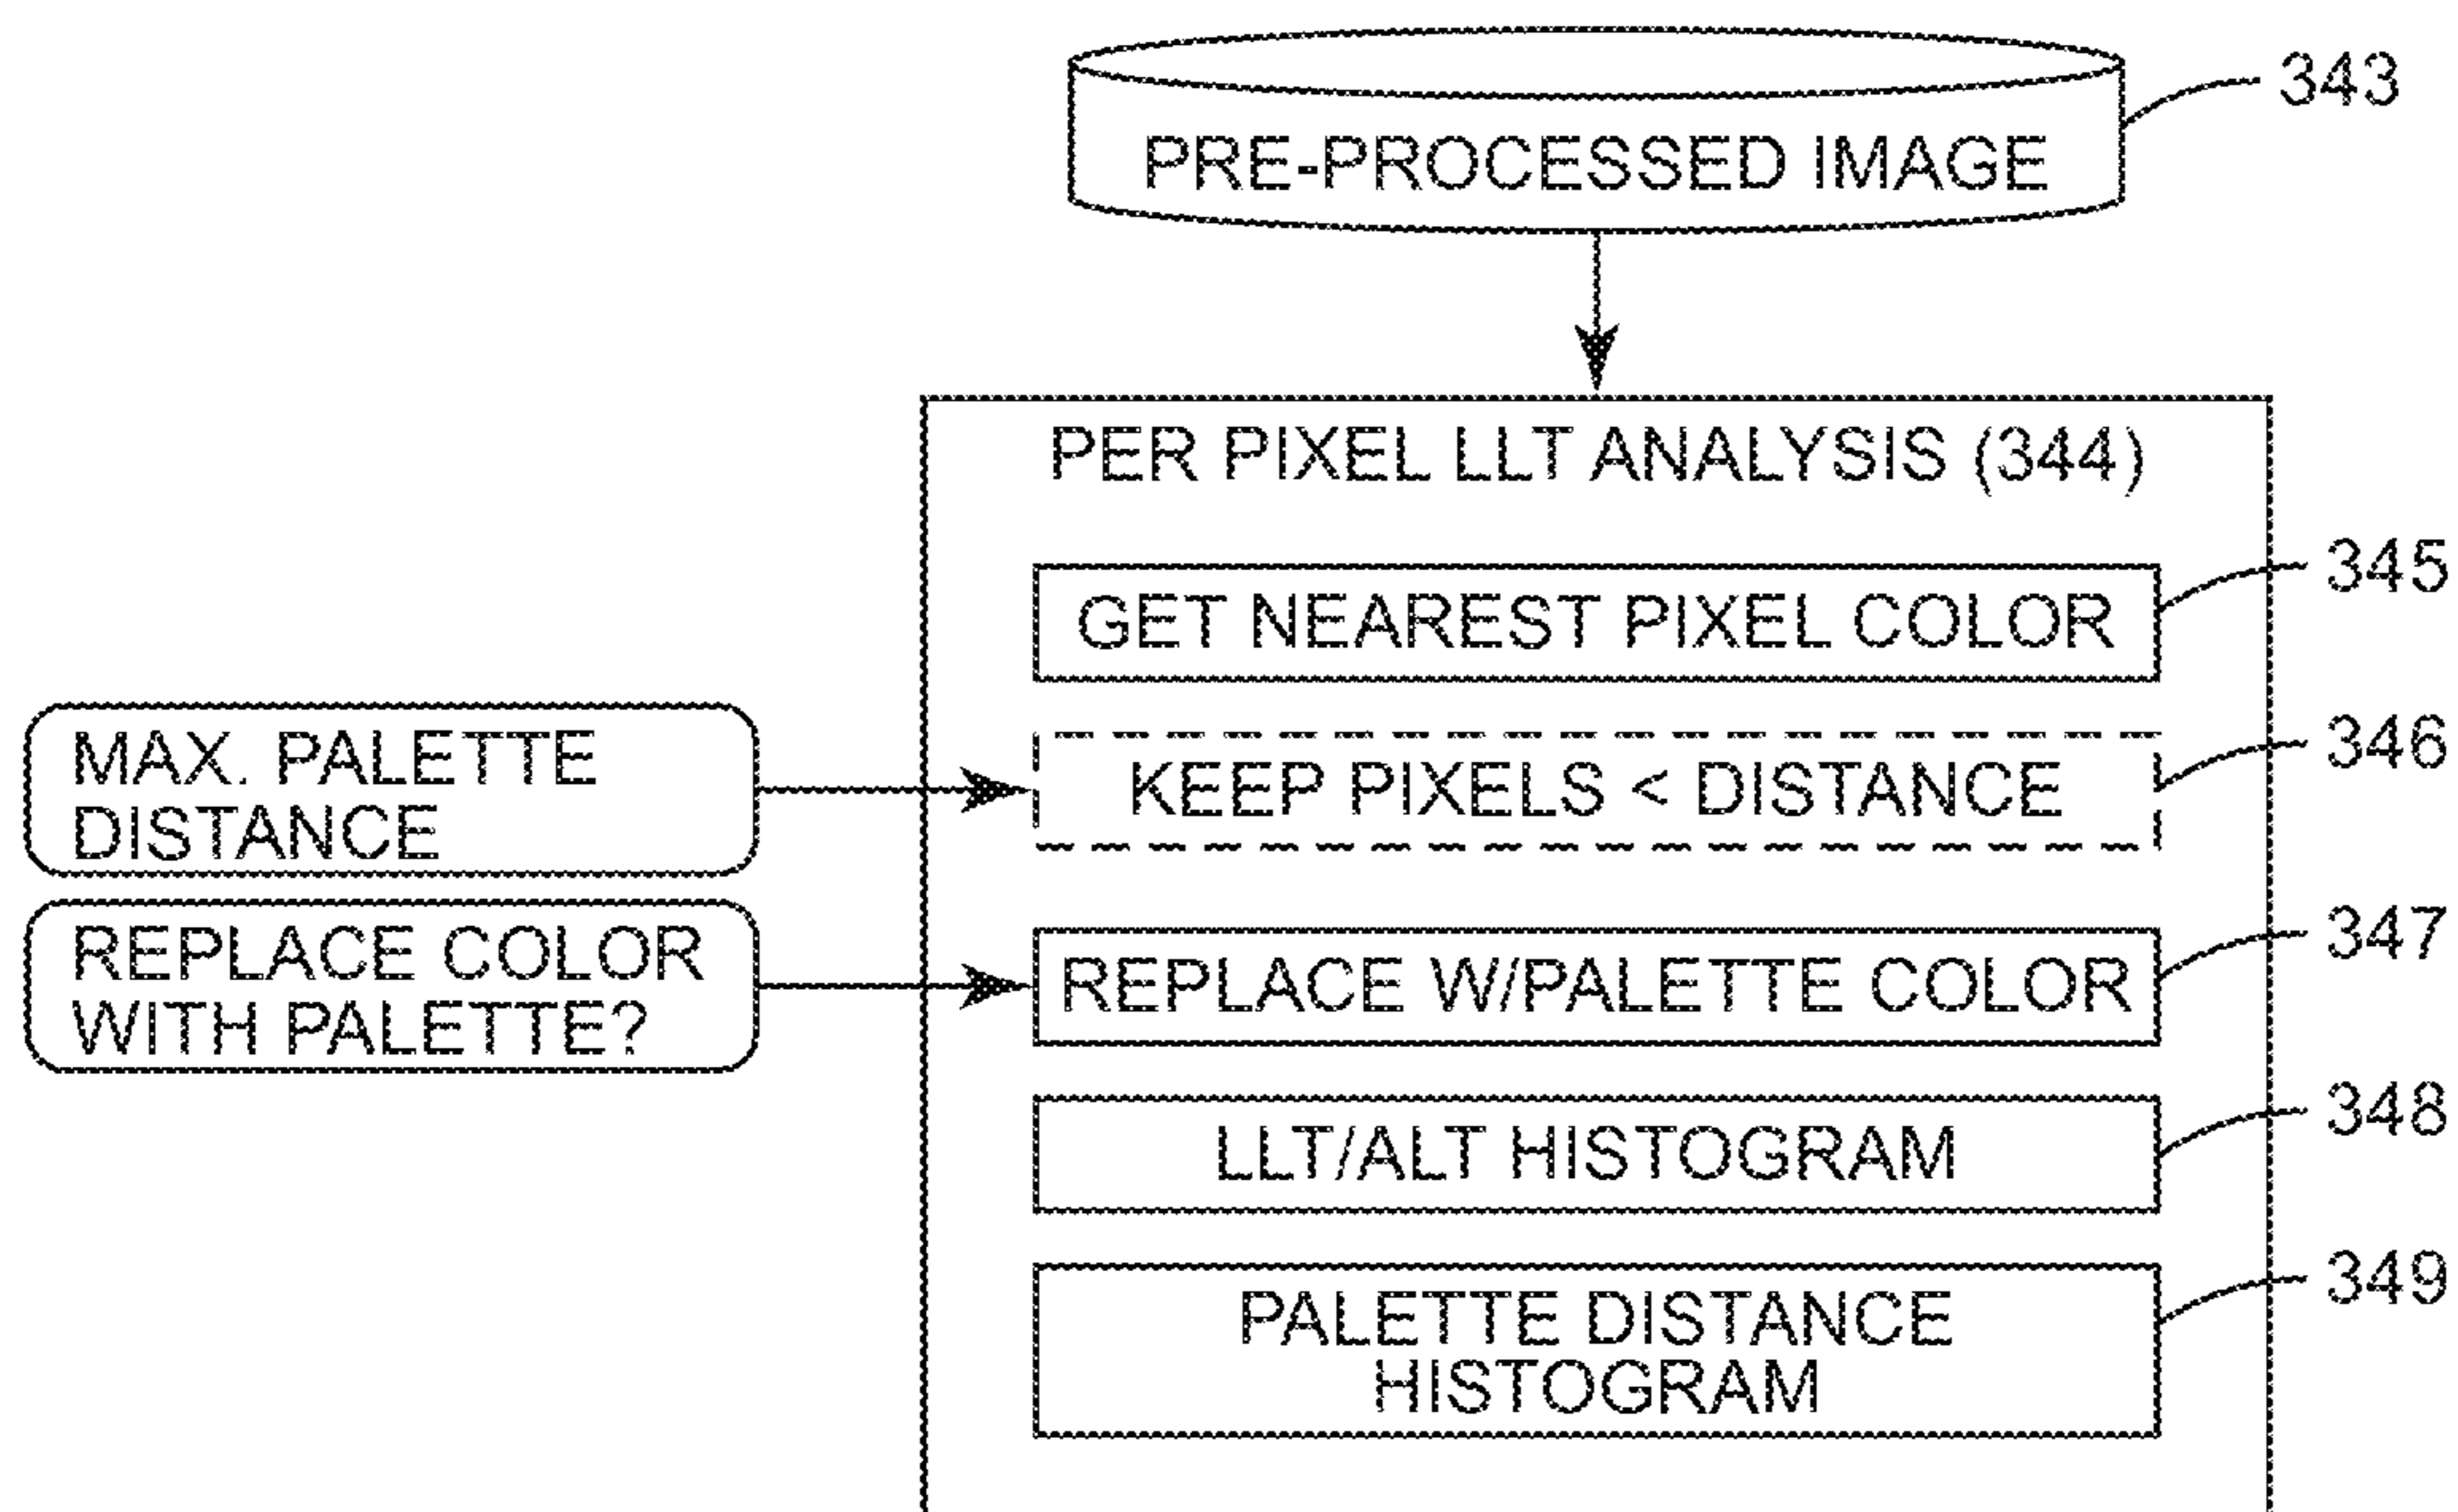 PRE-PROCESSED IMAGE
343
PER PIXEL LLT ANALYSIS (344)
GET NEAREST PIXEL COLOR
345
MAX. PALETTE
DISTANCE
KEEP PIXELS < DISTANCE
346
REPLACE COLOR
WITH PALETTE?
REPLACE W/PALETTE COLOR
347
LLT/ALT HISTOGRAM
348
PALETTE DISTANCE
HISTOGRAM
349